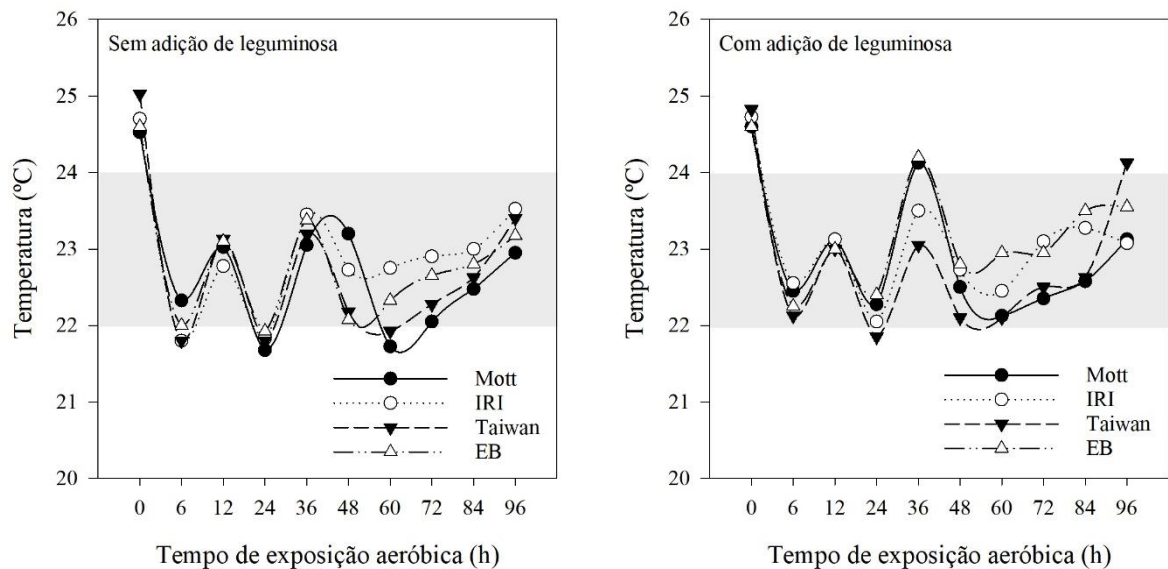 Sem adição de leguminosa
Temperatura (ºC)
26
25
24
23
22
21
20
Mott
IRI
Taiwan
EB
0 6 12 24 36 48 60 72 84 96
Tempo de exposição aeróbica (h)
Com adição de leguminosa
Temperatura (ºC)
26
25
24
23
22
21
20
Mott
IRI
Taiwan
EB
0 6 12 24 36 48 60 72 84 96
Tempo de exposição aeróbica (h)